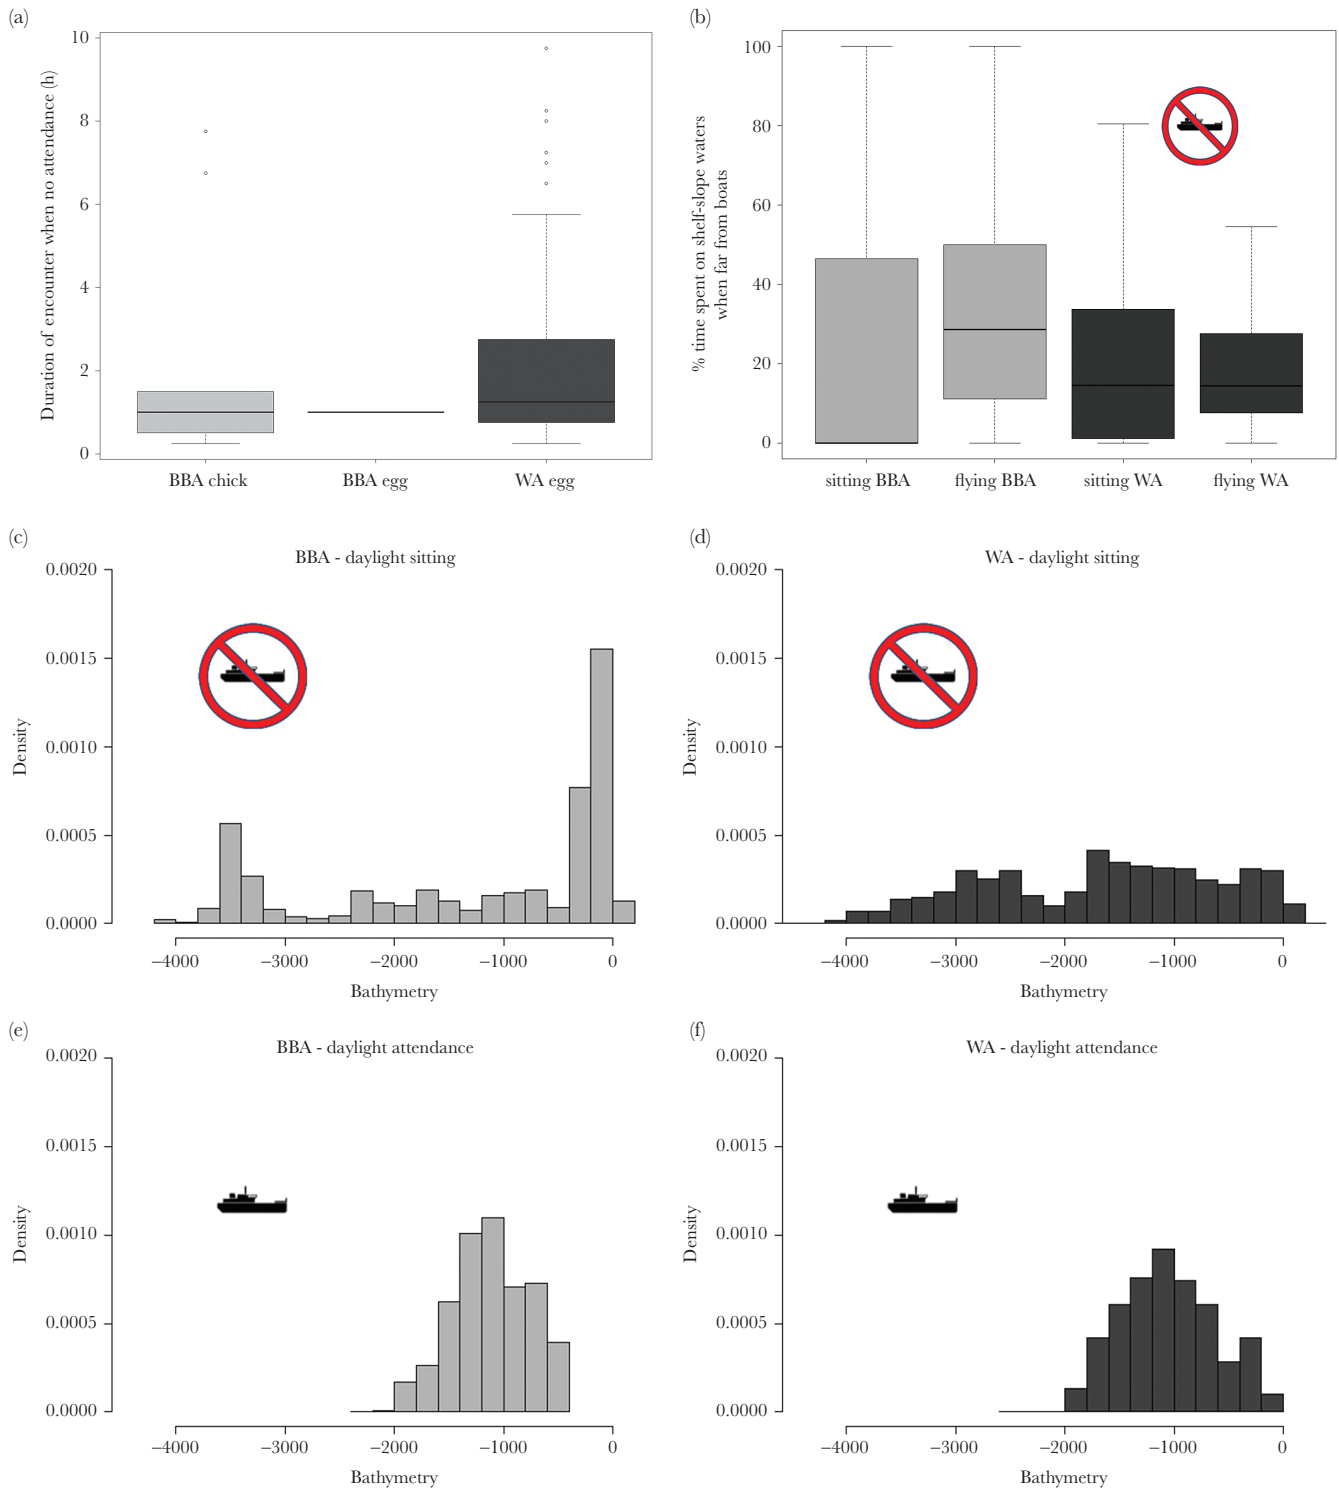 (a)
Duration of encounter when no attendance (h)
10
8
6
4
2
0
BBA chick
BBA egg
WA egg
(b)
% time spent on shelf-slope waters
when far from boats
100
80
60
40
20
0
sitting BBA
flying BBA
sitting WA
flying WA
(c)
BBA - daylight sitting
Density
0.0020
0.0015
0.0010
0.0005
0.0000
−4000
−3000
−2000
−1000
0
Bathymetry
(d)
WA - daylight sitting
Density
0.0020
0.0015
0.0010
0.0005
0.0000
−4000
−3000
−2000
−1000
0
Bathymetry
(e)
BBA - daylight attendance
Density
0.0020
0.0015
0.0010
0.0005
0.0000
−4000
−3000
−2000
−1000
0
Bathymetry
(f)
WA - daylight attendance
Density
0.0020
0.0015
0.0010
0.0005
0.0000
−4000
−3000
−2000
−1000
0
Bathymetry